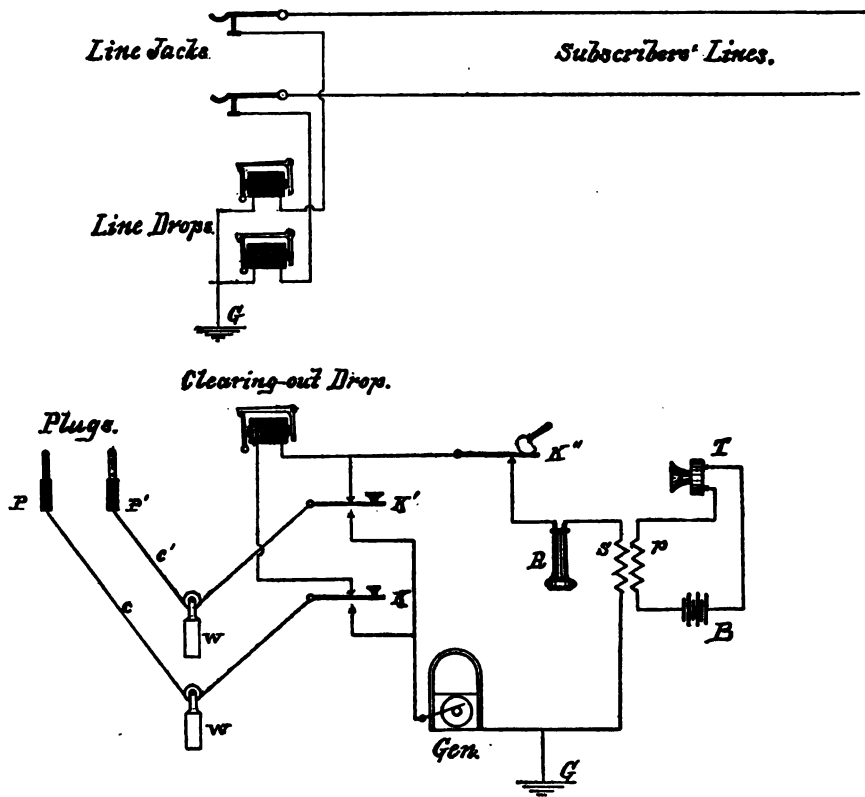 Line Jacks.
Subscribers' Lines.
Line Drops.
G
Clearing-out Drop.
Plugs.
P
P'
K"
T
K'
c'
R
s
p
c
K
B
w
w
Gen.
G